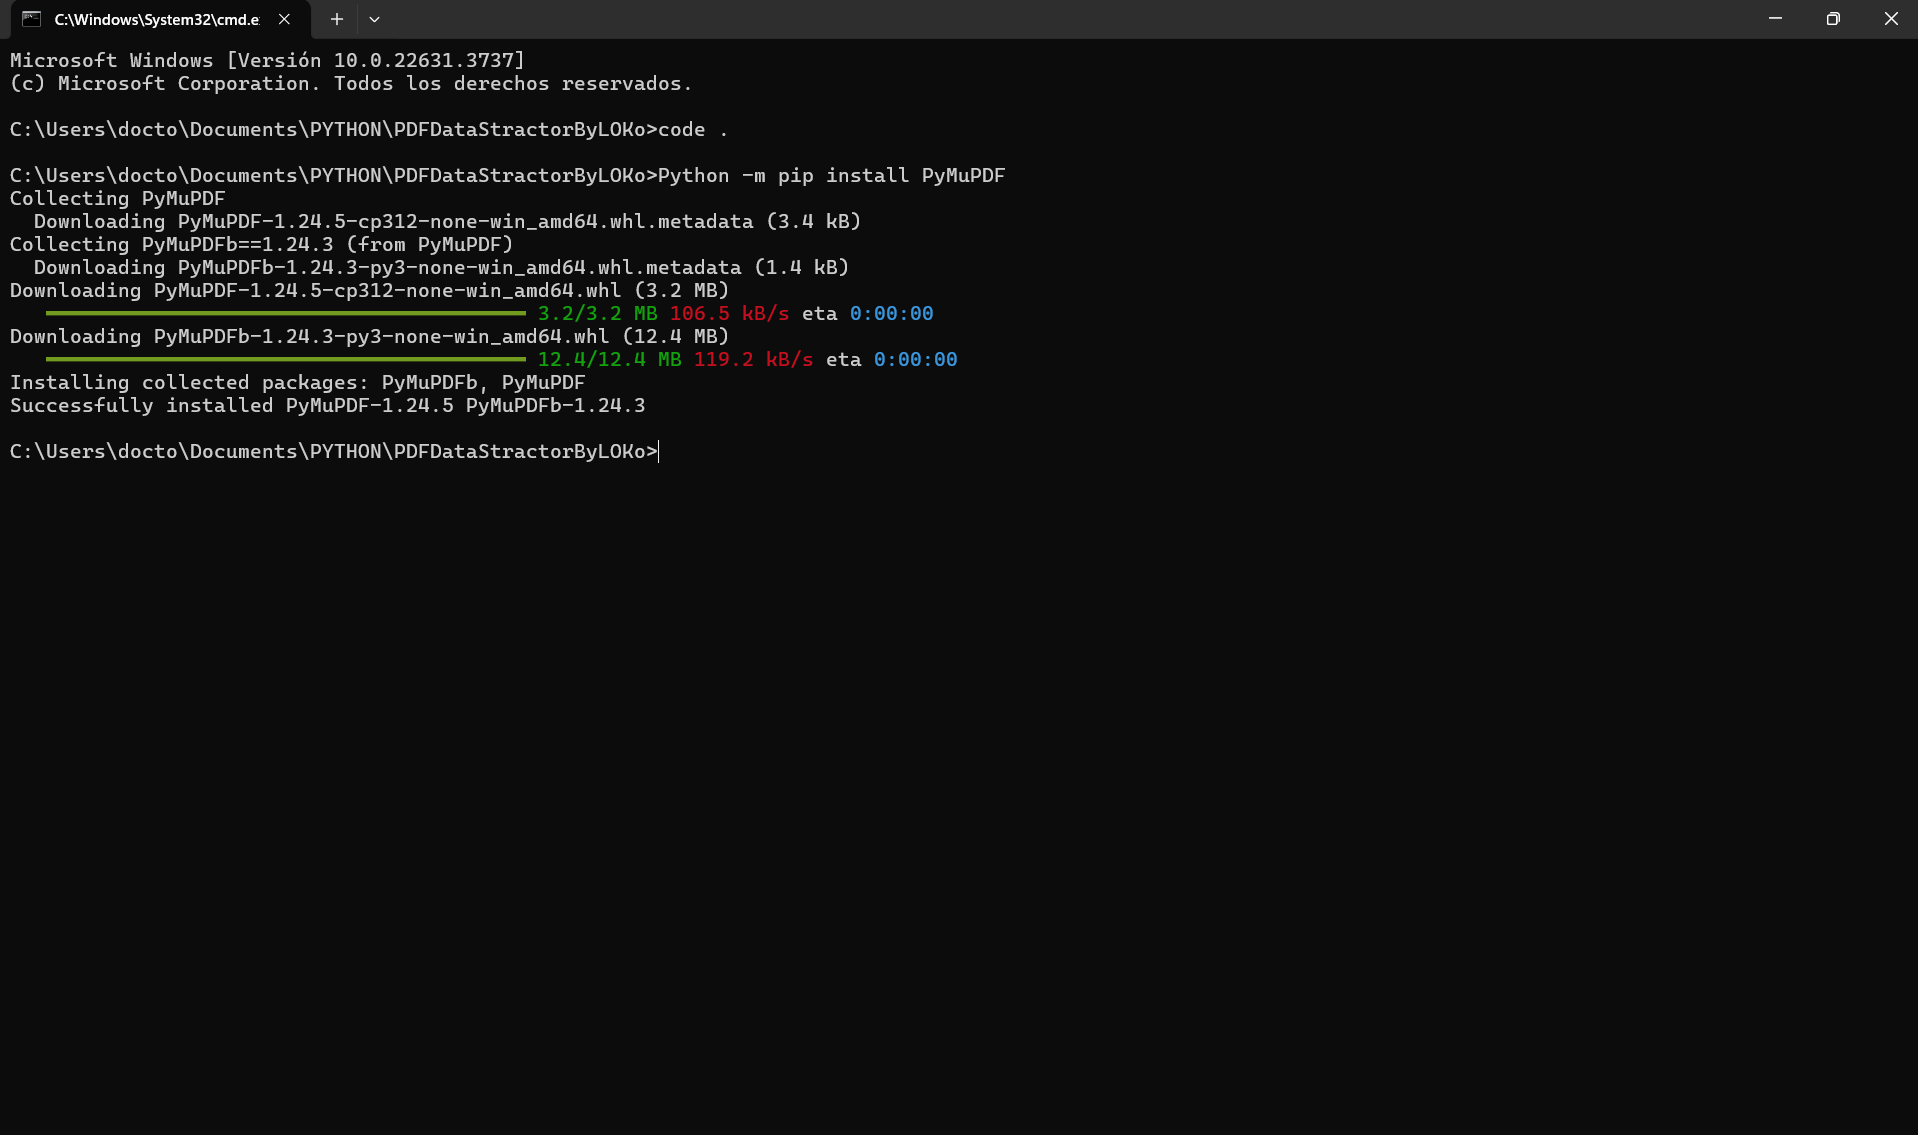 C:\Windows\System32\cmd.e
Microsoft Windows [Versión 10.0.22631.3737]
(c) Microsoft Corporation. Todos los derechos reservados.
C:\Users\docto\Documents\PYTHON\PDFDataStractorByLOKo>code .
C:\Users\docto\Documents\PYTHON\PDFDataStractorByLOKo>Python -m pip install PyMuPDF
Collecting PyMuPDF
  Downloading PyMuPDF-1.24.5-cp312-none-win_amd64.whl.metadata (3.4 kB)
Collecting PyMuPDFb==1.24.3 (from PyMuPDF)
  Downloading PyMuPDFb-1.24.3-py3-none-win_amd64.whl.metadata (1.4 kB)
Downloading PyMuPDF-1.24.5-cp312-none-win_amd64.whl (3.2 MB)
3.2/3.2 MB 106.5 kB/s eta 0:00:00
Downloading PyMuPDFb-1.24.3-py3-none-win_amd64.whl (12.4 MB)
12.4/12.4 MB 119.2 kB/s eta 0:00:00
Installing collected packages: PyMuPDFb, PyMuPDF
Successfully installed PyMuPDF-1.24.5 PyMuPDFb-1.24.3
C:\Users\docto\Documents\PYTHON\PDFDataStractorByLOKo>